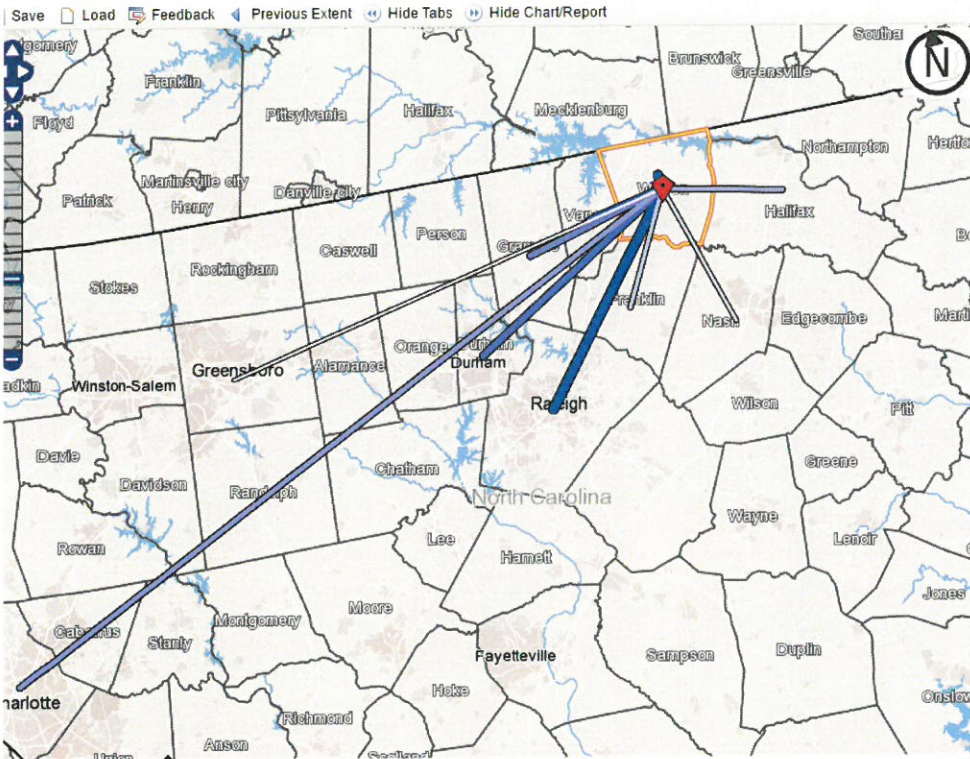 Save Load Feedback Previous Extent Hide Tabs Hide Chart/Report
N
Franklin
Floyd
Pittsylvania
Halifax
Mecklenburg
Brunswick
Greensville
Northampton
Patrick
Martinsville city
Henry
Danville city
Halifax
Stokes
Rockingham
Caswell
Person
Franklin
Nash
Edgecombe
Winston-Salem
Greensboro
Alamance
Orange
Durham
Raleigh
Wilson
Pitt
Davie
Davidson
Randolph
Chatham
North Carolina
Greene
Wayne
Lenoir
Rowan
Lee
Harnett
Jones
Cabarrus
Stanly
Montgomery
Moore
Fayetteville
Sampson
Duplin
Hoke
Richmond
Anson